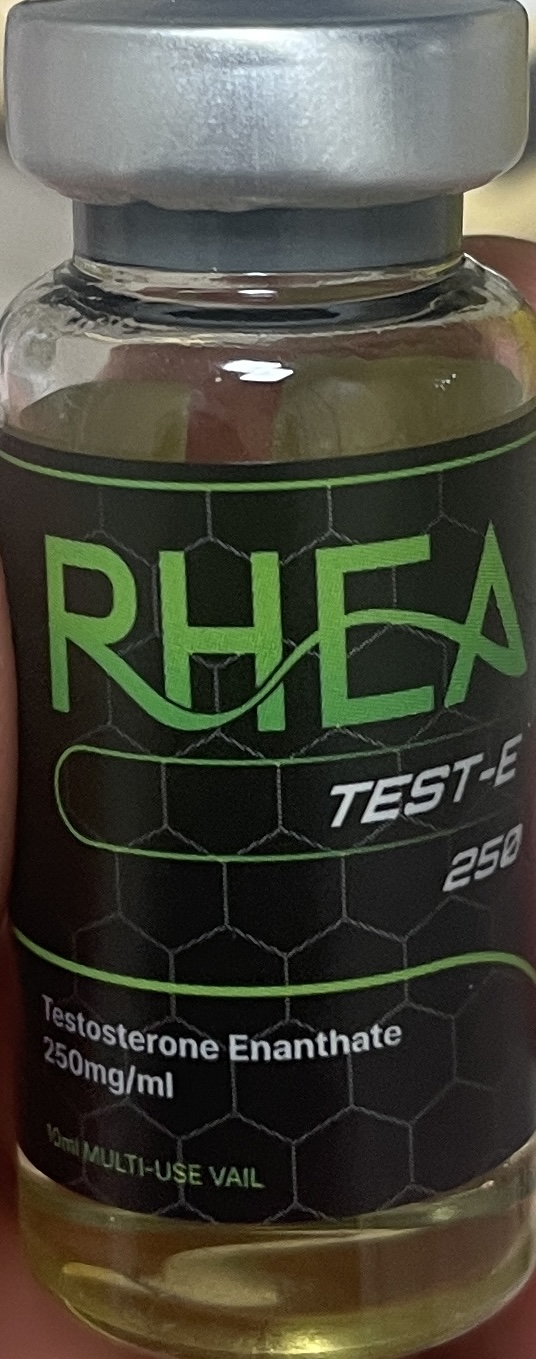 RHEA
TEST-E
250
Testosterone Enanthate
250mg/ml
10ml MULTI-USE VAIL